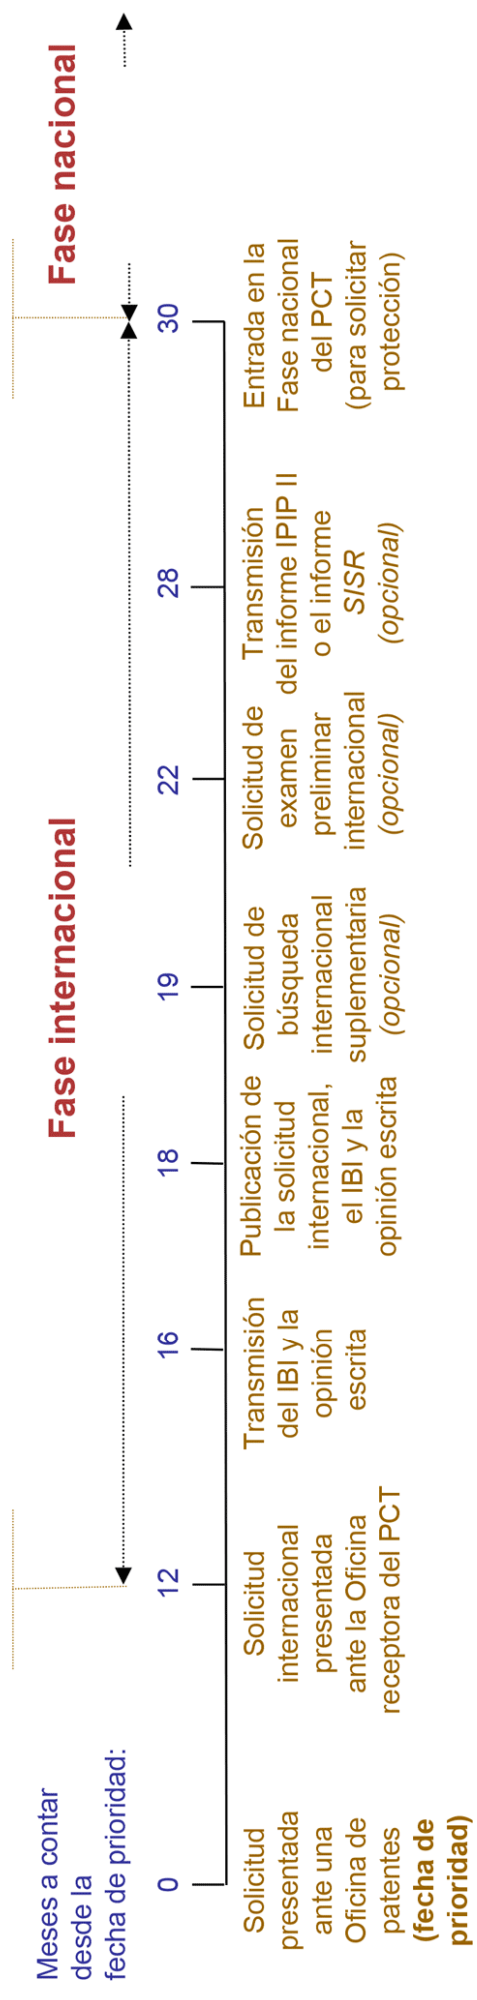 Fase internacional
Fase nacional
Meses a contar
desde la
fecha de prioridad:
0
12
16
18
19
22
28
30
Solicitud
presentada
ante una
Oficina de
patentes
(fecha de
prioridad)
Solicitud
internacional
presentada
ante la Oficina
receptora del PCT
Transmisión
del IBI y la
opinión
escrita
Publicación de
la solicitud
internacional,
el IBI y la
opinión escrita
Solicitud de
búsqueda
internacional
suplementaria
(opcional)
Solicitud de
examen
preliminar
internacional
(opcional)
Transmisión
del informe IPIP II
o el informe
SISR
(opcional)
Entrada en la
Fase nacional
del PCT
(para solicitar
protección)